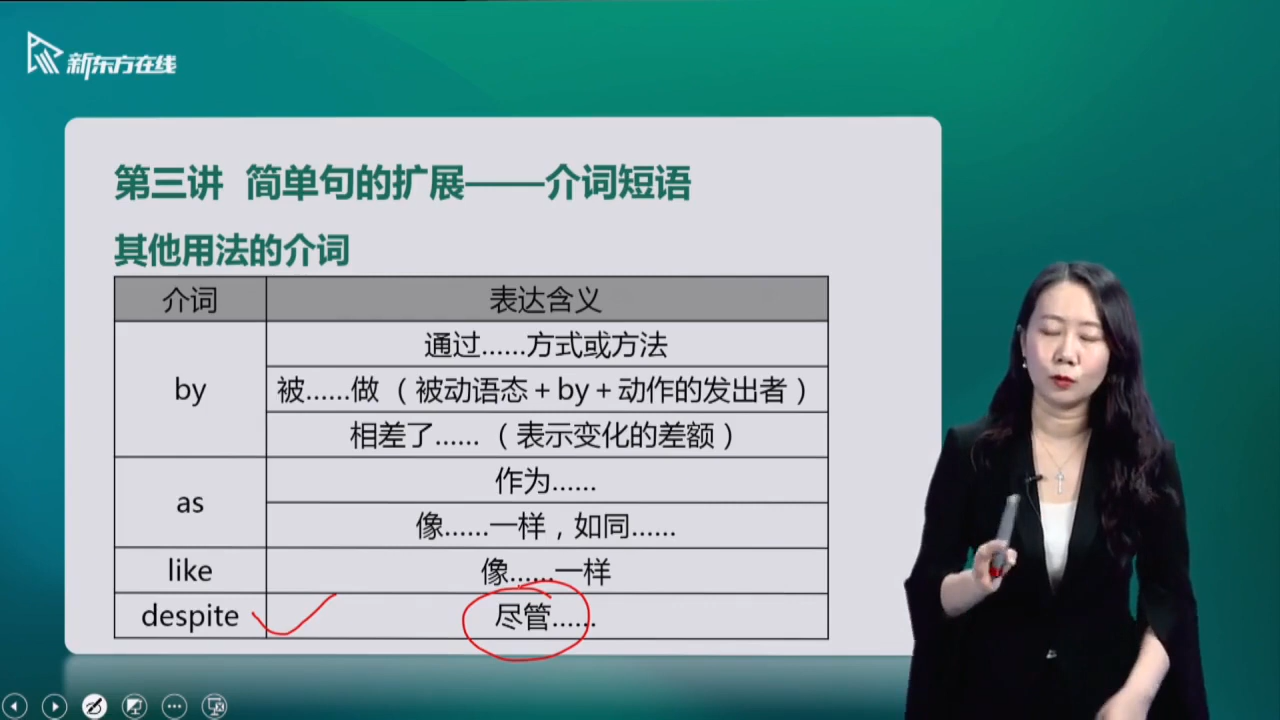 新东方在线
第三讲 简单句的扩展——介词短语
其他用法的介词
介词 表达含义
by
通过……方式或方法
被……做（被动语态+by+动作的发出者）
相差了……（表示变化的差额）
as
作为……
像……一样，如同……
like 像……一样
despite 尽管……